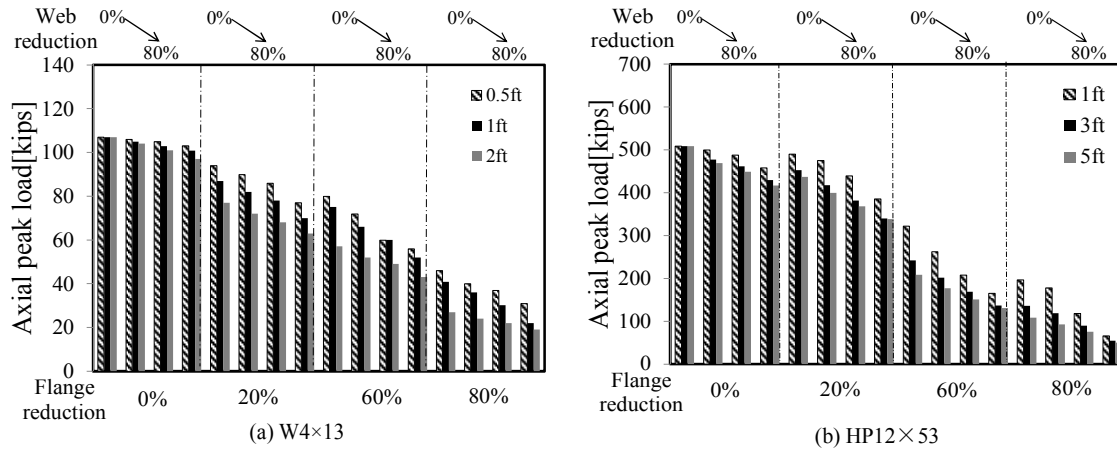 Web reduction
0% 0% 0% 0%
80% 80% 80% 80%
Axial peak load[kips]
140
120
100
80
60
40
20
0
0.5ft
1ft
2ft
Flange reduction
0% 20% 60% 80%
(a) W4×13
Web reduction
0% 0% 0% 0%
80% 80% 80% 80%
Axial peak load[kips]
700
600
500
400
300
200
100
0
1ft
3ft
5ft
Flange reduction
0% 20% 60% 80%
(b) HP12×53